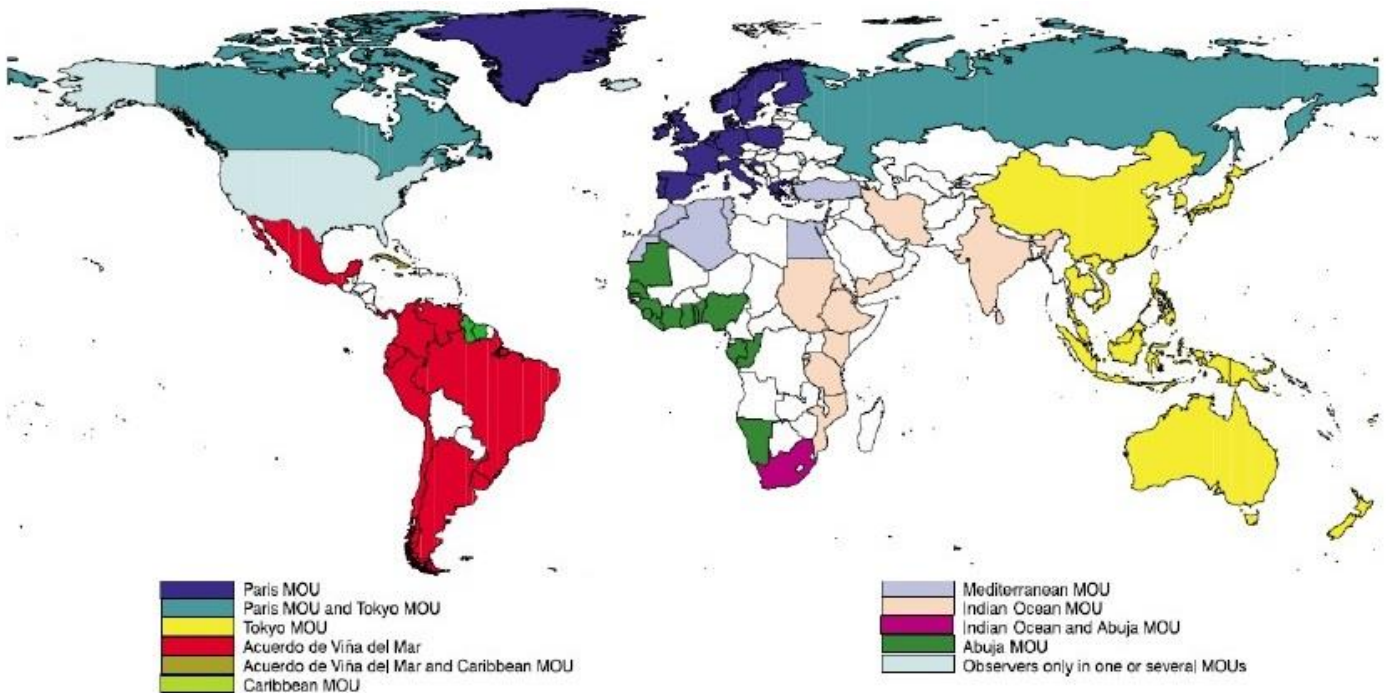 Paris MOU
Paris MOU and Tokyo MOU
Tokyo MOU
Acuerdo de Viña del Mar
Acuerdo de Viña del Mar and Caribbean MOU
Caribbean MOU
Mediterranean MOU
Indian Ocean MOU
Indian Ocean and Abuja MOU
Abuja MOU
Observers only in one or several MOUs